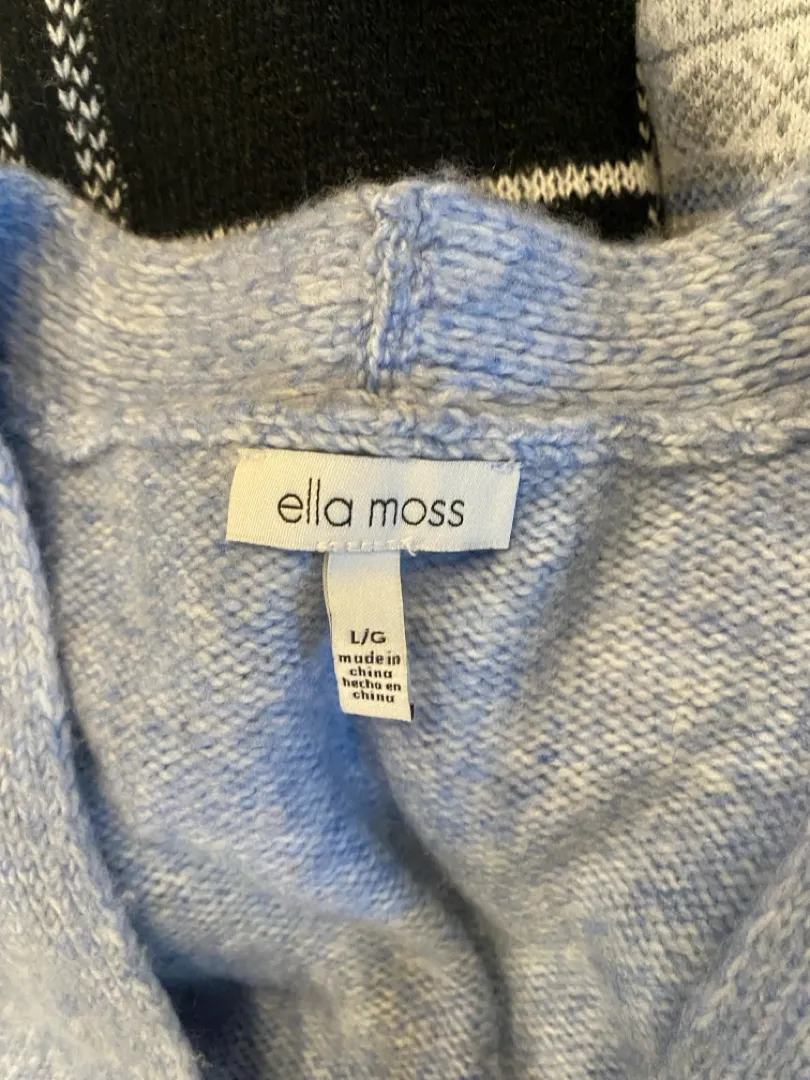 ella moss
L/G
made in
china
hecho en
china